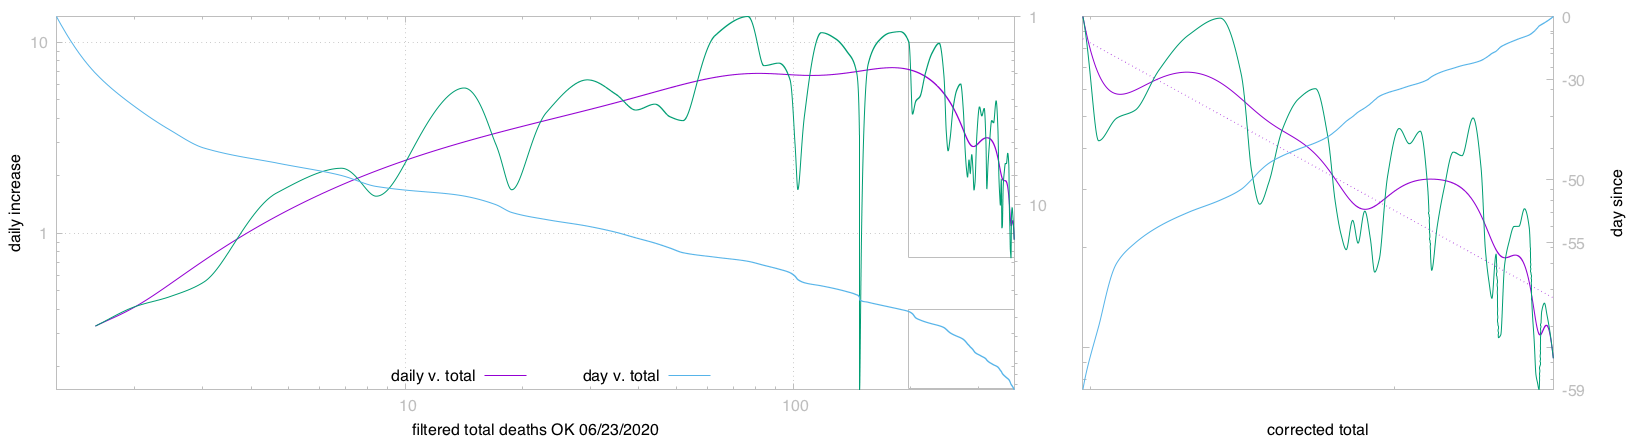 10
1
daily increase
1
10
daily v. total
day v. total
10
100
filtered total deaths OK 06/23/2020
0
-30
-50
-55
-59
day since
corrected total